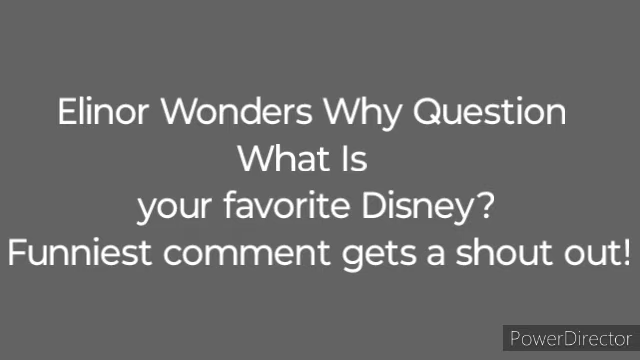 Elinor Wonders Why Question
What Is
your favorite Disney?
Funniest comment gets a shout out!
PowerDirector